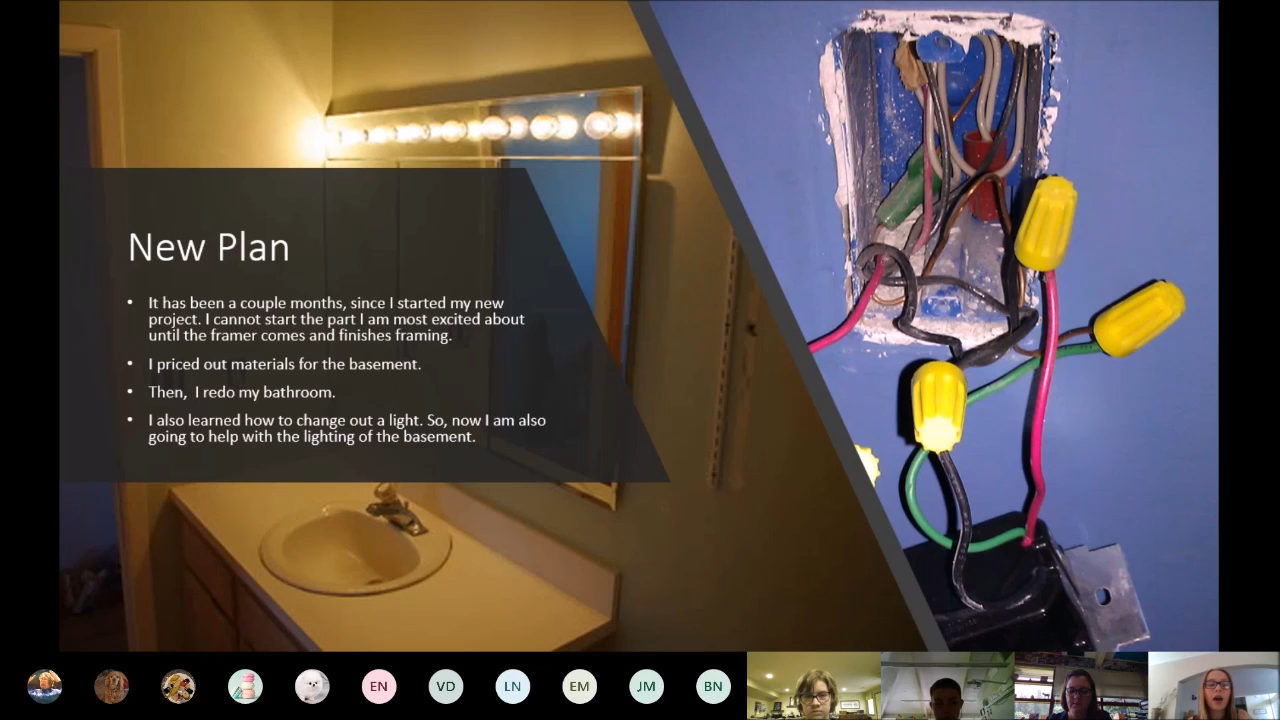 New Plan
• It has been a couple months, since I started my new
project. I cannot start the part I am most excited about
until the framer comes and finishes framing.
• I priced out materials for the basement.
• Then,  I redo my bathroom.
• I also learned how to change out a light. So, now I am also
going to help with the lighting of the basement.
EN VD LN EM JM BN